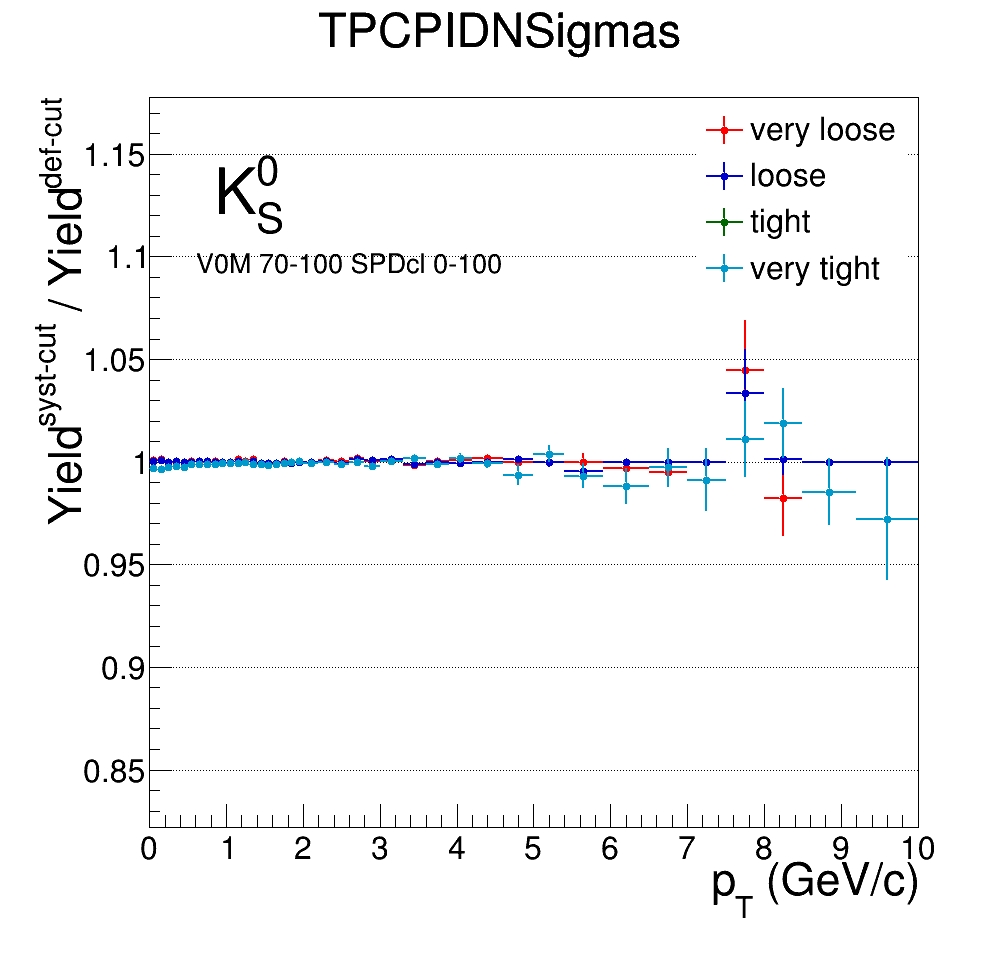 TPCPIDNSigmas
Yield^syst-cut / Yield^def-cut
1.15
1.1
1.05
1
0.95
0.9
0.85
K^0_S
V0M 70-100 SPDcl 0-100
very loose
loose
tight
very tight
0 1 2 3 4 5 6 7 8 9 10
p_T (GeV/c)